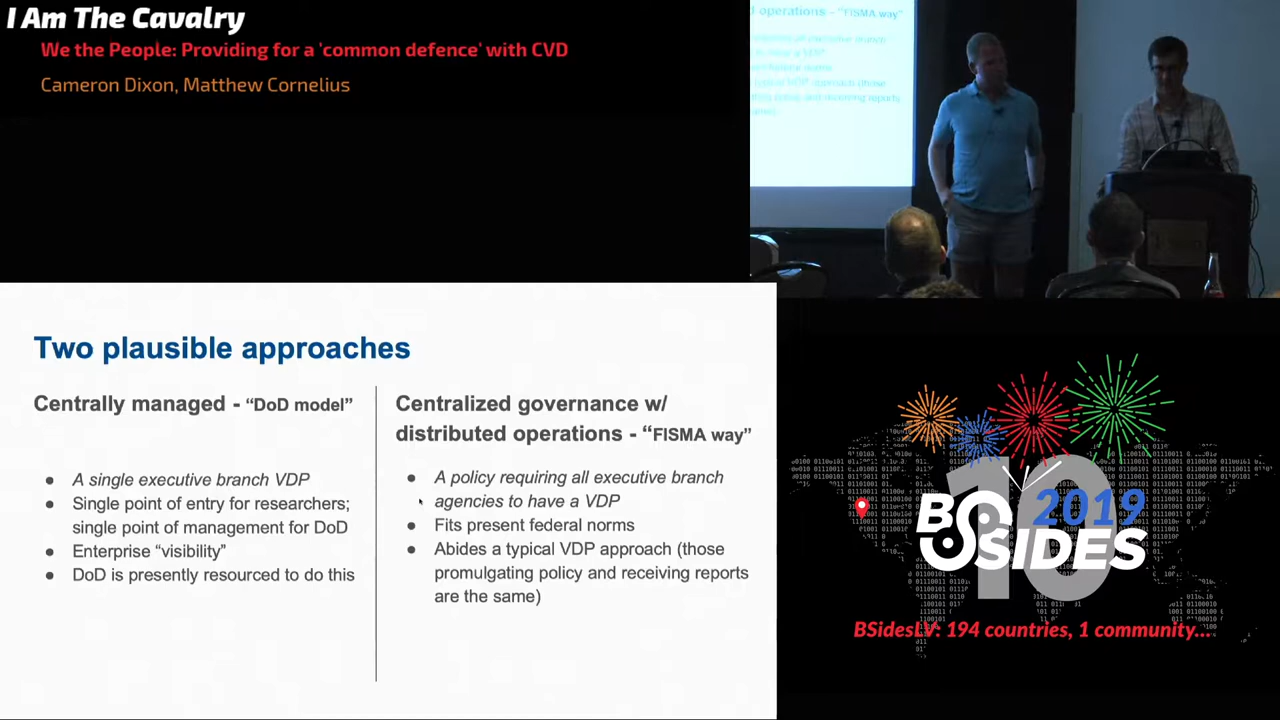 I Am The Cavalry
We the People: Providing for a 'common defence' with CVD
Cameron Dixon, Matthew Cornelius
operations - “FISMA way”
Two plausible approaches
Centrally managed - “DoD model”
● A single executive branch VDP
● Single point of entry for researchers;
single point of management for DoD
● Enterprise “visibility”
● DoD is presently resourced to do this
Centralized governance w/
distributed operations - “FISMA way”
● A policy requiring all executive branch
agencies to have a VDP
● Fits present federal norms
● Abides a typical VDP approach (those
promulgating policy and receiving reports
are the same)
10
BSIDES
2019
BSidesLV: 194 countries, 1 community...